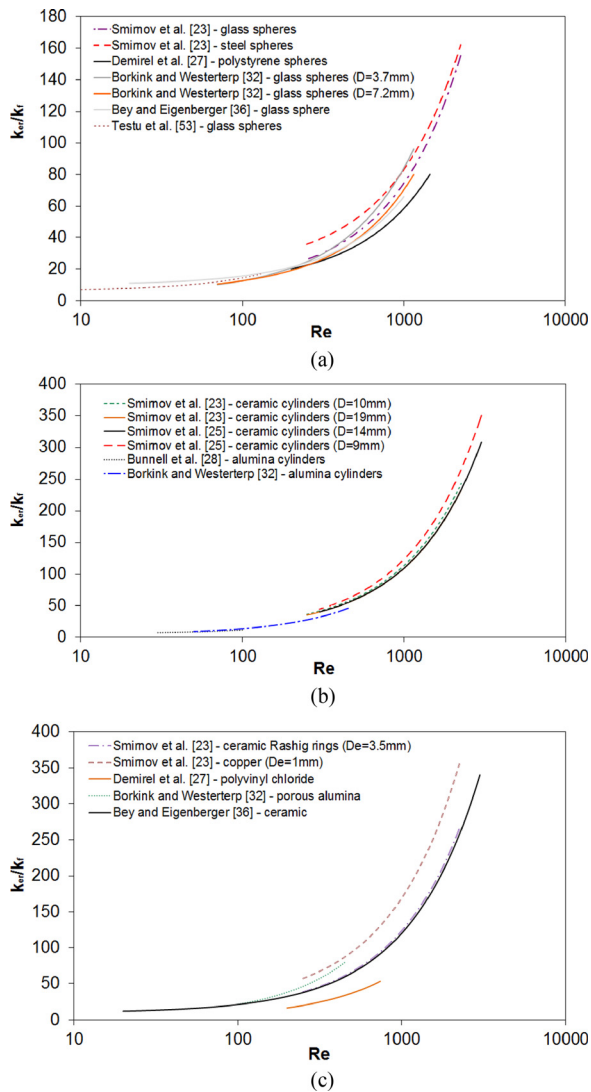 180
160
140
120
100
80
60
40
20
0
ker/kf
Smirnov et al. [23] - glass spheres
Smirnov et al. [23] - steel spheres
Demirel et al. [27] - polystyrene spheres
Borkink and Westerterp [32] - glass spheres (D=3.7mm)
Borkink and Westerterp [32] - glass spheres (D=7.2mm)
Bey and Eigenberger [36] - glass sphere
Testu et al. [53] - glass spheres
10 100 1000 10000
Re
(a)
400
350
300
250
200
150
100
50
0
ker/kf
Smirnov et al. [23] - ceramic cylinders (D=10mm)
Smirnov et al. [23] - ceramic cylinders (D=19mm)
Smirnov et al. [25] - ceramic cylinders (D=14mm)
Smirnov et al. [25] - ceramic cylinders (D=9mm)
Bunnell et al. [28] - alumina cylinders
Borkink and Westerterp [32] - alumina cylinders
10 100 1000 10000
Re
(b)
400
350
300
250
200
150
100
50
0
ker/kf
Smirnov et al. [23] - ceramic Rashig rings (De=3.5mm)
Smirnov et al. [23] - copper (De=1mm)
Demirel et al. [27] - polyvinyl chloride
Borkink and Westerterp [32] - porous alumina
Bey and Eigenberger [36] - ceramic
10 100 1000 10000
Re
(c)